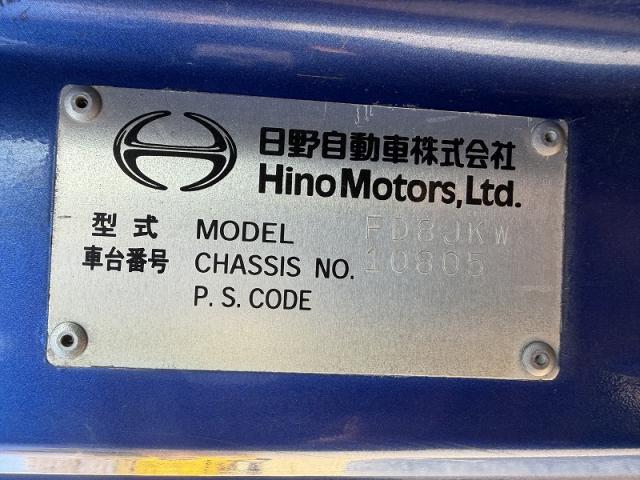 日野自動車株式会社
Hino Motors, Ltd.
型式 MODEL FD8JKW
車台番号 CHASSIS NO. 10805
P. S. CODE